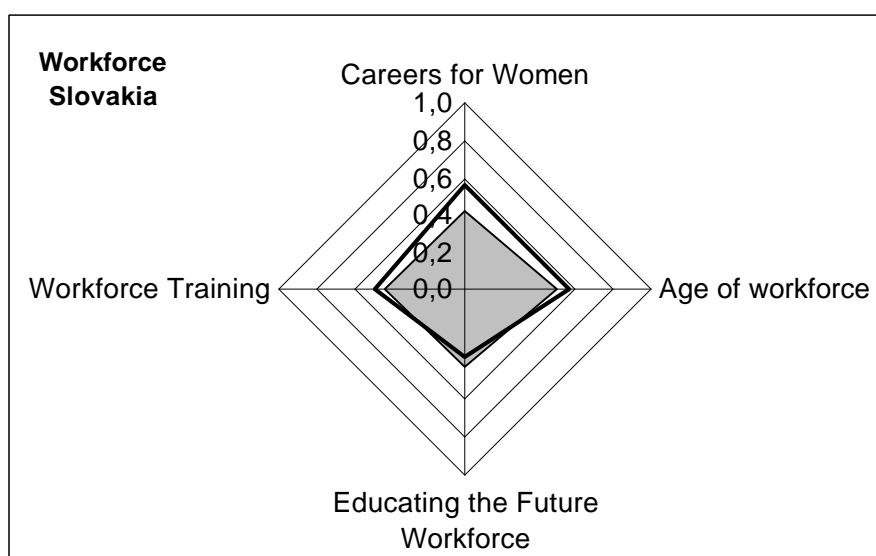 Workforce
Slovakia
Careers for Women
1,0
0,8
0,6
0,4
0,2
0,0
Workforce Training
Age of workforce
Educating the Future
Workforce